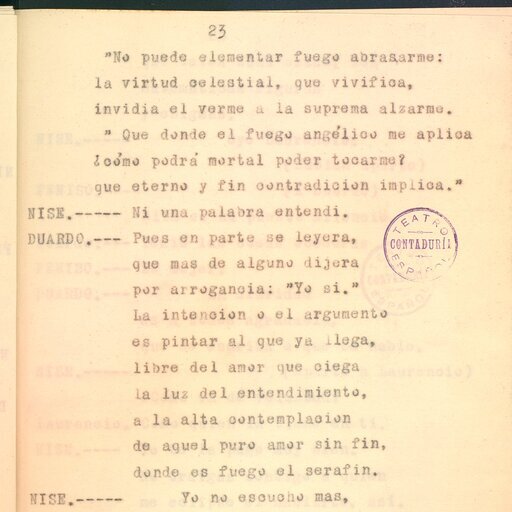 23
"No puede elementar fuego abrasarme:
la virtud celestial, que vivifica,
invidia el verme a la suprema alzarme.
" Que donde el fuego angélico me aplica
¿cómo podrá mortal poder tocarme?
que eterno y fin contradicion implica."
NISE.----- Ni una palabra entendi.
DUARDO.--- Pues en parte se leyera,
que mas de alguno dijera
por arrogancia: "Yo si."
La intencion o el argumento
es pintar al que ya llega,
libre del amor que ciega
la luz del entendimiento,
a la alta contemplacion
de aquel puro amor sin fin,
donde es fuego el serafin.
NISE.----- Yo no escucho mas,
TEATRO
CONTADURÍA
ESPAÑOL